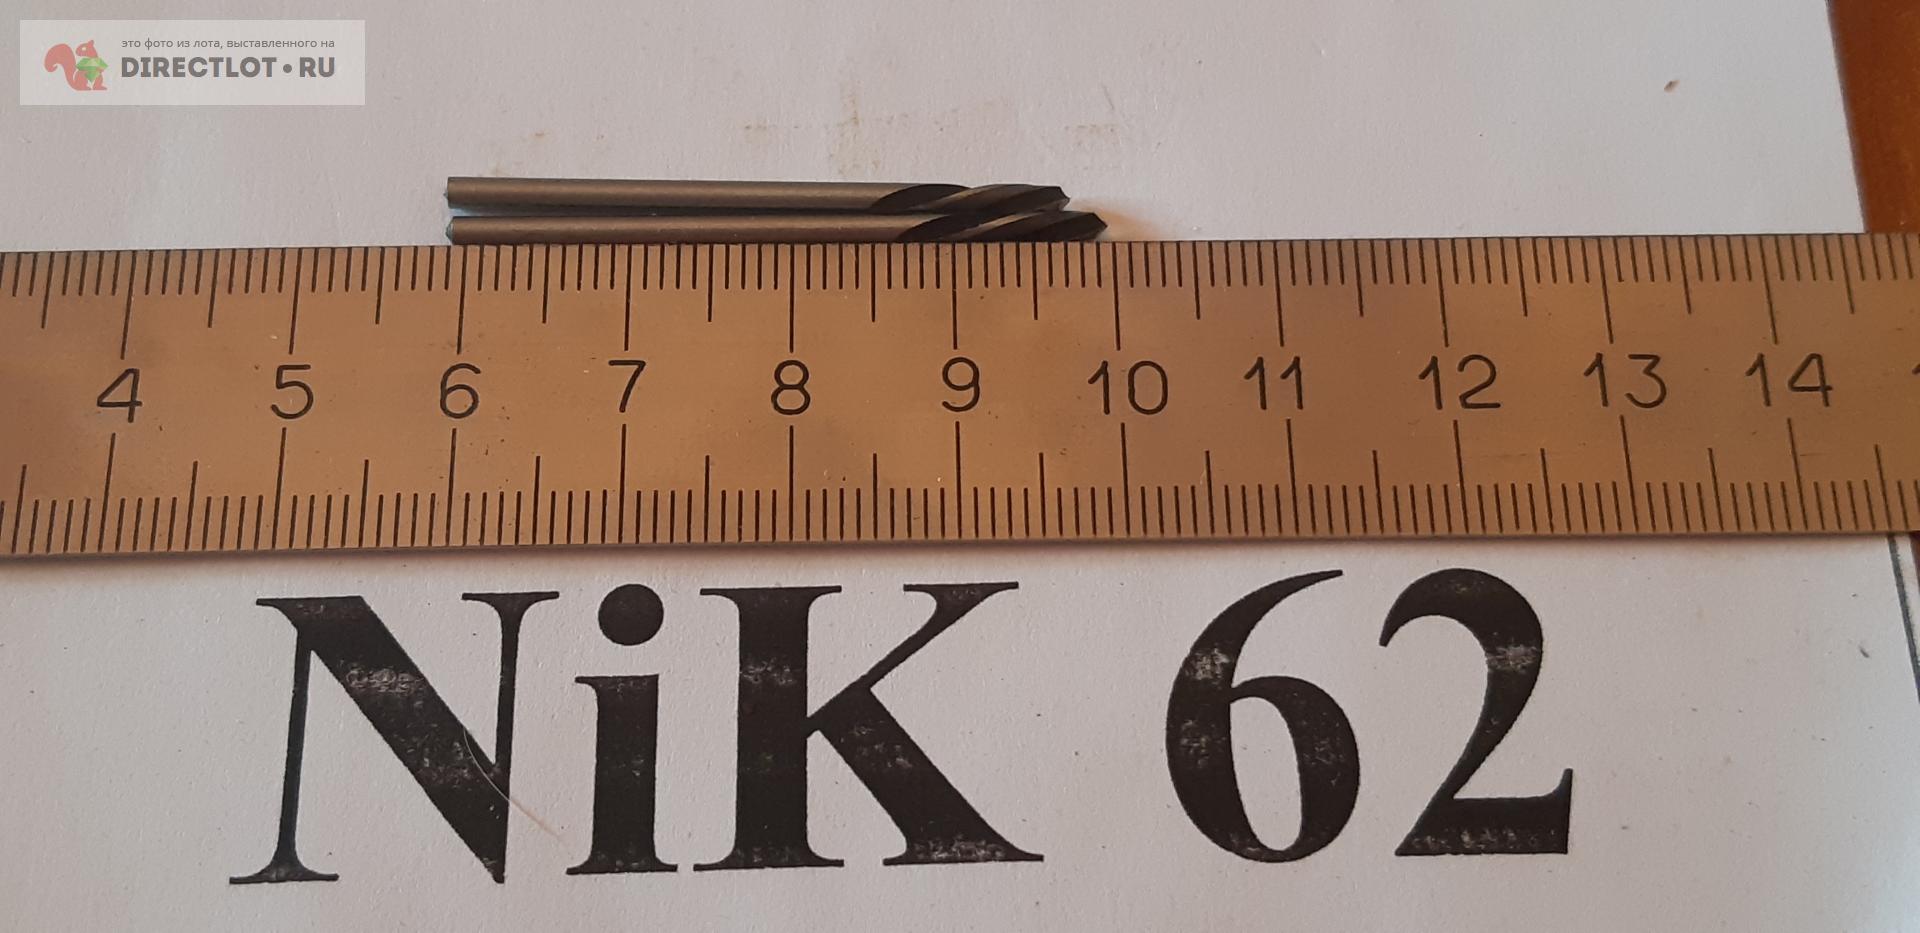 это фото из лота, выставленного на
DIRECTLOT•RU
4 5 6 7 8 9 10 11 12 13 14
NiK 62